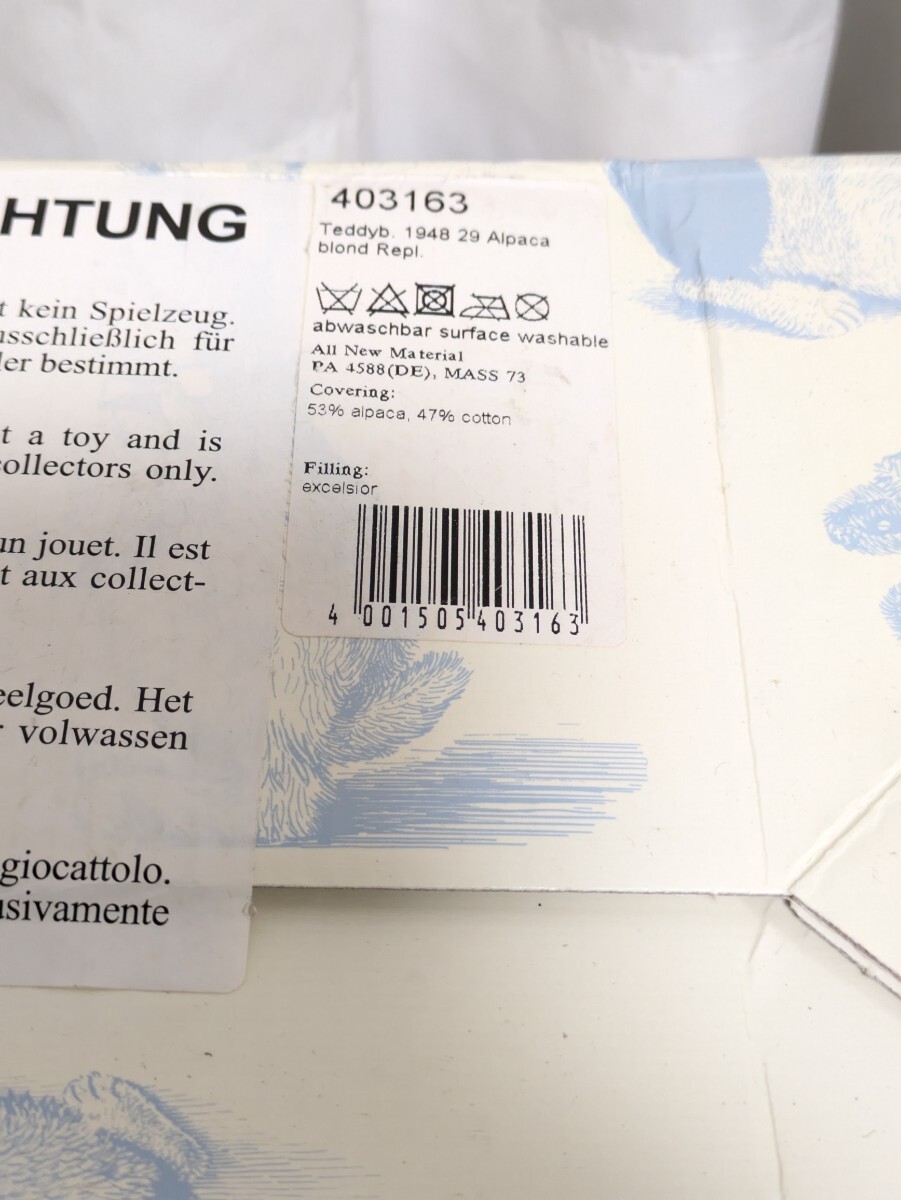 HTUNG
t kein Spielzeug.
usschließlich für
ler bestimmt.
t a toy and is
collectors only.
un jouet. Il est
t aux collect-
eelgoed. Het
r volwassen
giocattolo.
usivamente
403163
Teddyb. 1948 29 Alpaca
blond Repl.
abwaschbar surface washable
All New Material
PA 4588(DE), MASS 73
Covering:
53% alpaca, 47% cotton
Filling:
excelsior
4 001505 403163